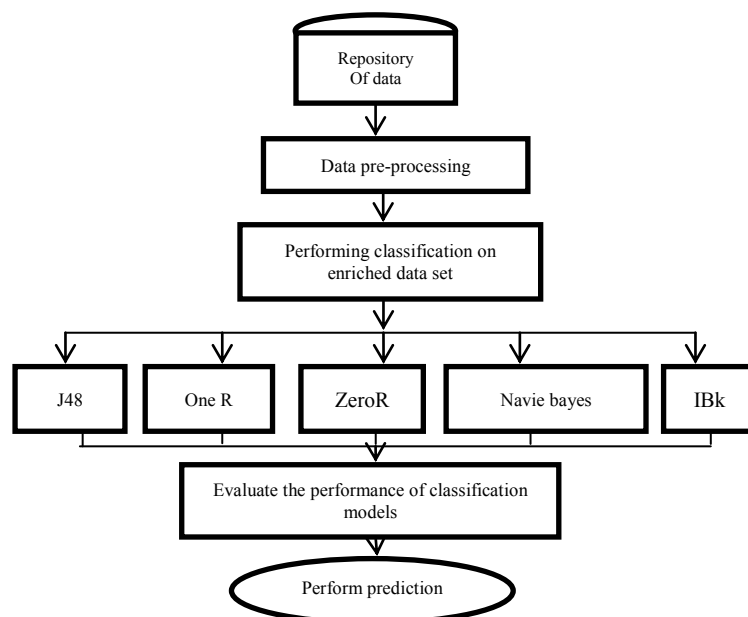 Repository
Of data
Data pre-processing
Performing classification on
enriched data set
J48
One R
ZeroR
Navie bayes
IBk
Evaluate the performance of classification
models
Perform prediction